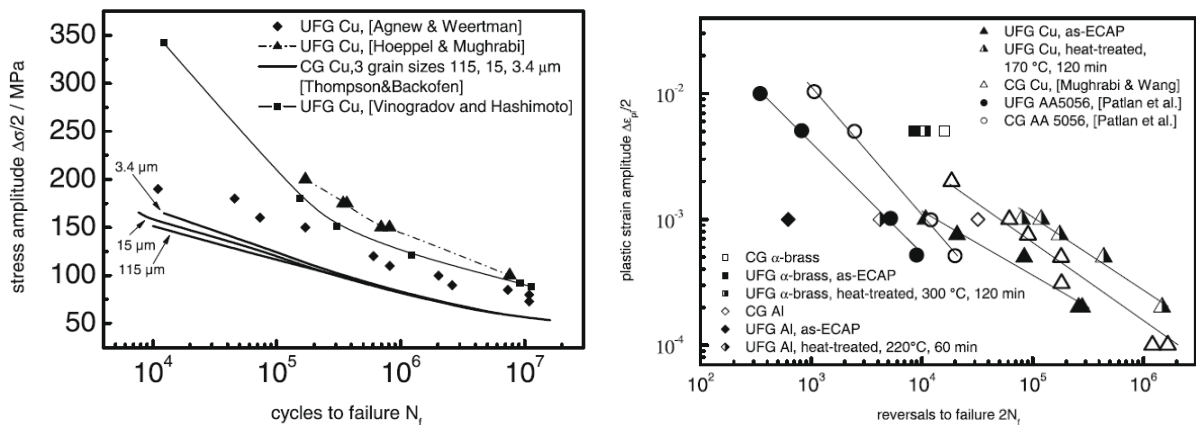 350
300
250
200
150
100
50
stress amplitude Δσ/2 / MPa
UFG Cu, [Agnew & Weertman]
UFG Cu, [Hoeppel & Mughrabi]
CG Cu,3 grain sizes 115, 15, 3.4 µm
[Thompson&Backofen]
UFG Cu, [Vinogradov and Hashimoto]
3.4 µm
15 µm
115 µm
10⁴ 10⁵ 10⁶ 10⁷
cycles to failure Nf
plastic strain amplitude Δεpl/2
10⁻²
10⁻³
10⁻⁴
UFG Cu, as-ECAP
UFG Cu, heat-treated,
170 °C, 120 min
CG Cu [Mughrabi & Wang]
UFG AA5056, [Patlan et al.]
CG AA 5056, [Patlan et al.]
CG α-brass
UFG α-brass, as-ECAP
UFG α-brass, heat-treated, 300 °C, 120 min
CG Al
UFG Al, as-ECAP
UFG Al, heat-treated, 220°C, 60 min
10² 10³ 10⁴ 10⁵ 10⁶
reversals to failure 2Nf